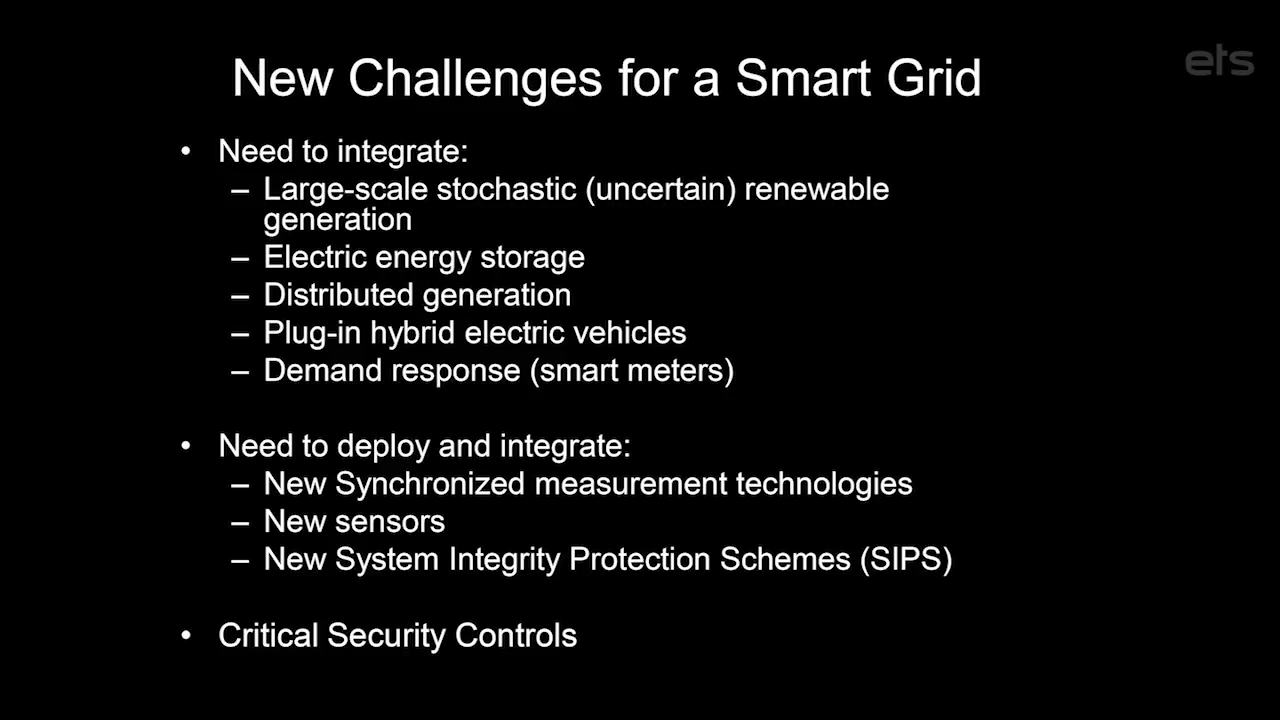 ets
New Challenges for a Smart Grid
• Need to integrate:
– Large-scale stochastic (uncertain) renewable
generation
– Electric energy storage
– Distributed generation
– Plug-in hybrid electric vehicles
– Demand response (smart meters)
• Need to deploy and integrate:
– New Synchronized measurement technologies
– New sensors
– New System Integrity Protection Schemes (SIPS)
• Critical Security Controls